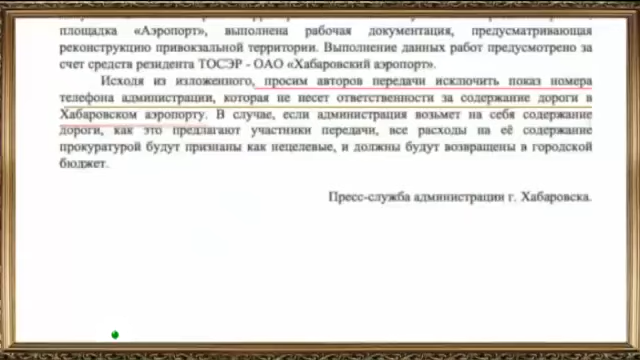 площадка «Аэропорт», выполнена рабочая документация, предусматривающая
реконструкцию привокзальной территории. Выполнение данных работ предусмотрено за
счет средств резидента ТОСЭР - ОАО «Хабаровский аэропорт».
Исходя из изложенного, просим авторов передачи исключить показ номера
телефона администрации, которая не несет ответственности за содержание дороги в
Хабаровском аэропорту. В случае, если администрация возьмет на себя содержание
дороги, как это предлагают участники передачи, все расходы на её содержание
прокуратурой будут признаны как нецелевые, и должны будут возвращены в городской
бюджет.
Пресс-служба администрации г. Хабаровска.